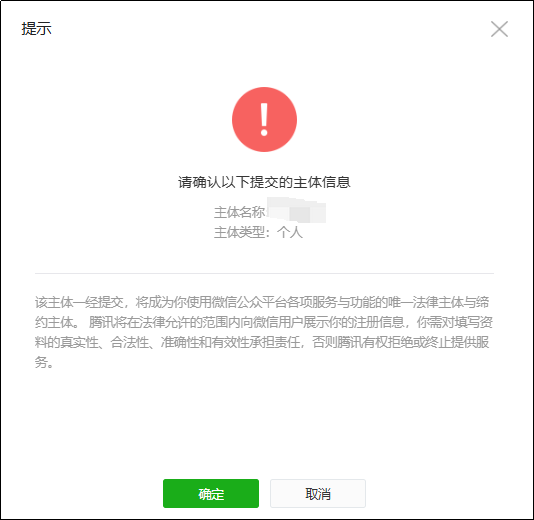 提示
请确认以下提交的主体信息
主体名称
主体类型：个人
该主体一经提交，将成为你使用微信公众平台各项服务与功能的唯一法律主体与缔
约主体。 腾讯将在法律允许的范围内向微信用户展示你的注册信息，你需对填写资
料的真实性、合法性、准确性和有效性承担责任，否则腾讯有权拒绝或终止提供服
务。
确定
取消